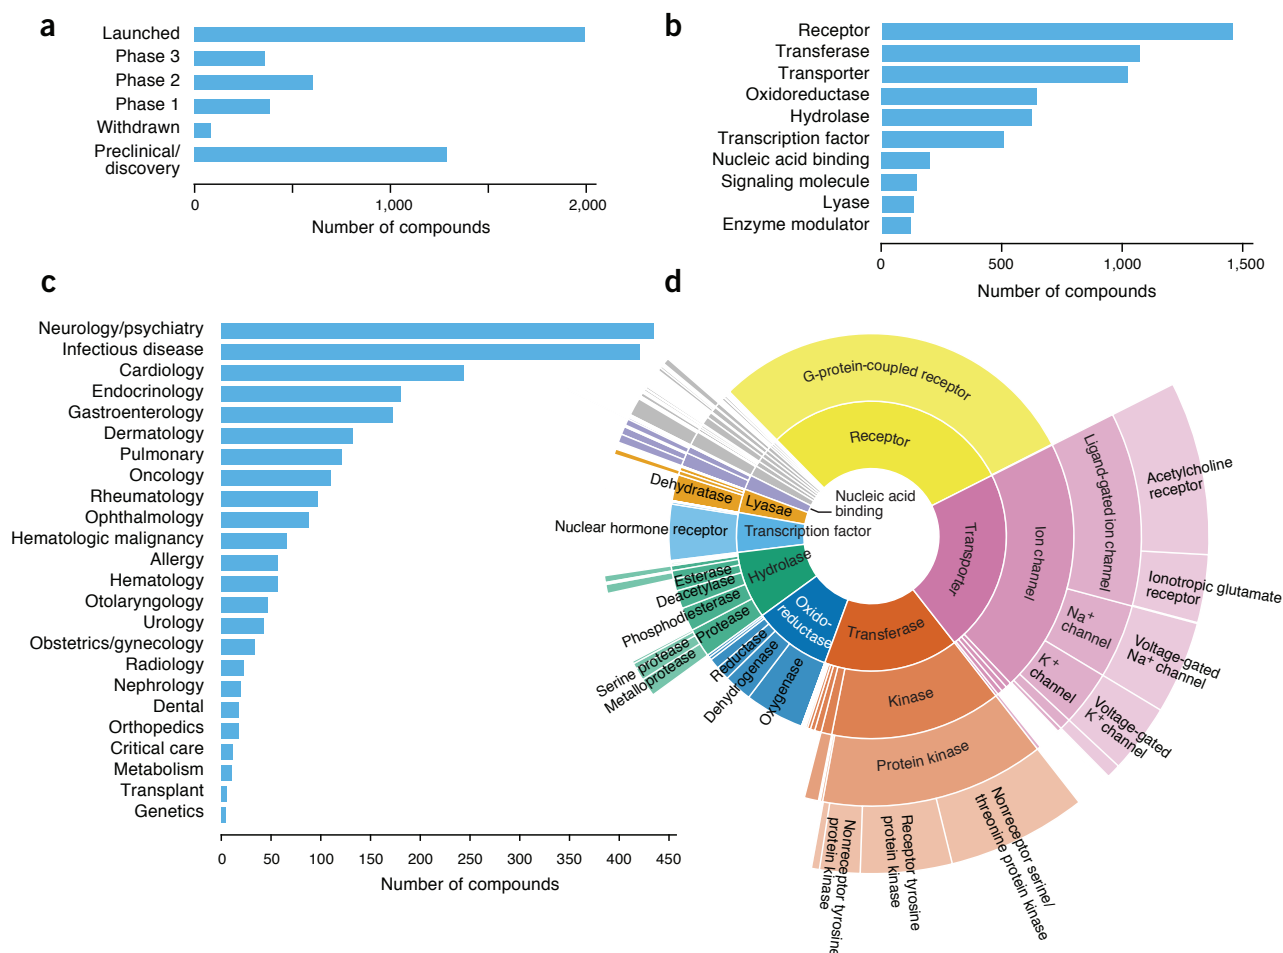 a
Launched
Phase 3
Phase 2
Phase 1
Withdrawn
Preclinical/
discovery
0
1,000
2,000
Number of compounds
b
Receptor
Transferase
Transporter
Oxidoreductase
Hydrolase
Transcription factor
Nucleic acid binding
Signaling molecule
Lyase
Enzyme modulator
0
500
1,000
1,500
Number of compounds
c
Neurology/psychiatry
Infectious disease
Cardiology
Endocrinology
Gastroenterology
Dermatology
Pulmonary
Oncology
Rheumatology
Ophthalmology
Hematologic malignancy
Allergy
Hematology
Otolaryngology
Urology
Obstetrics/gynecology
Radiology
Nephrology
Dental
Orthopedics
Critical care
Metabolism
Transplant
Genetics
0
50
100
150
200
250
300
350
400
450
Number of compounds
d
G-protein-coupled receptor
Receptor
Nucleic acid
binding
Transporter
Ion channel
Ligand-gated ion channel
Acetylcholine
receptor
Ionotropic glutamate
receptor
Na+
channel
Voltage-gated
Na+ channel
K+
channel
Voltage-gated
K+ channel
Transferase
Kinase
Protein kinase
Nonreceptor serine/
threonine protein kinase
Receptor tyrosine
protein kinase
Nonreceptor tyrosine
protein kinase
Oxido-
reductase
Oxygenase
Dehydrogenase
Reductase
Hydrolase
Esterase
Deacetylase
Phosphodiesterase
Protease
Serine protease
Metalloprotease
Transcription factor
Nuclear hormone receptor
Lyasae
Dehydratase